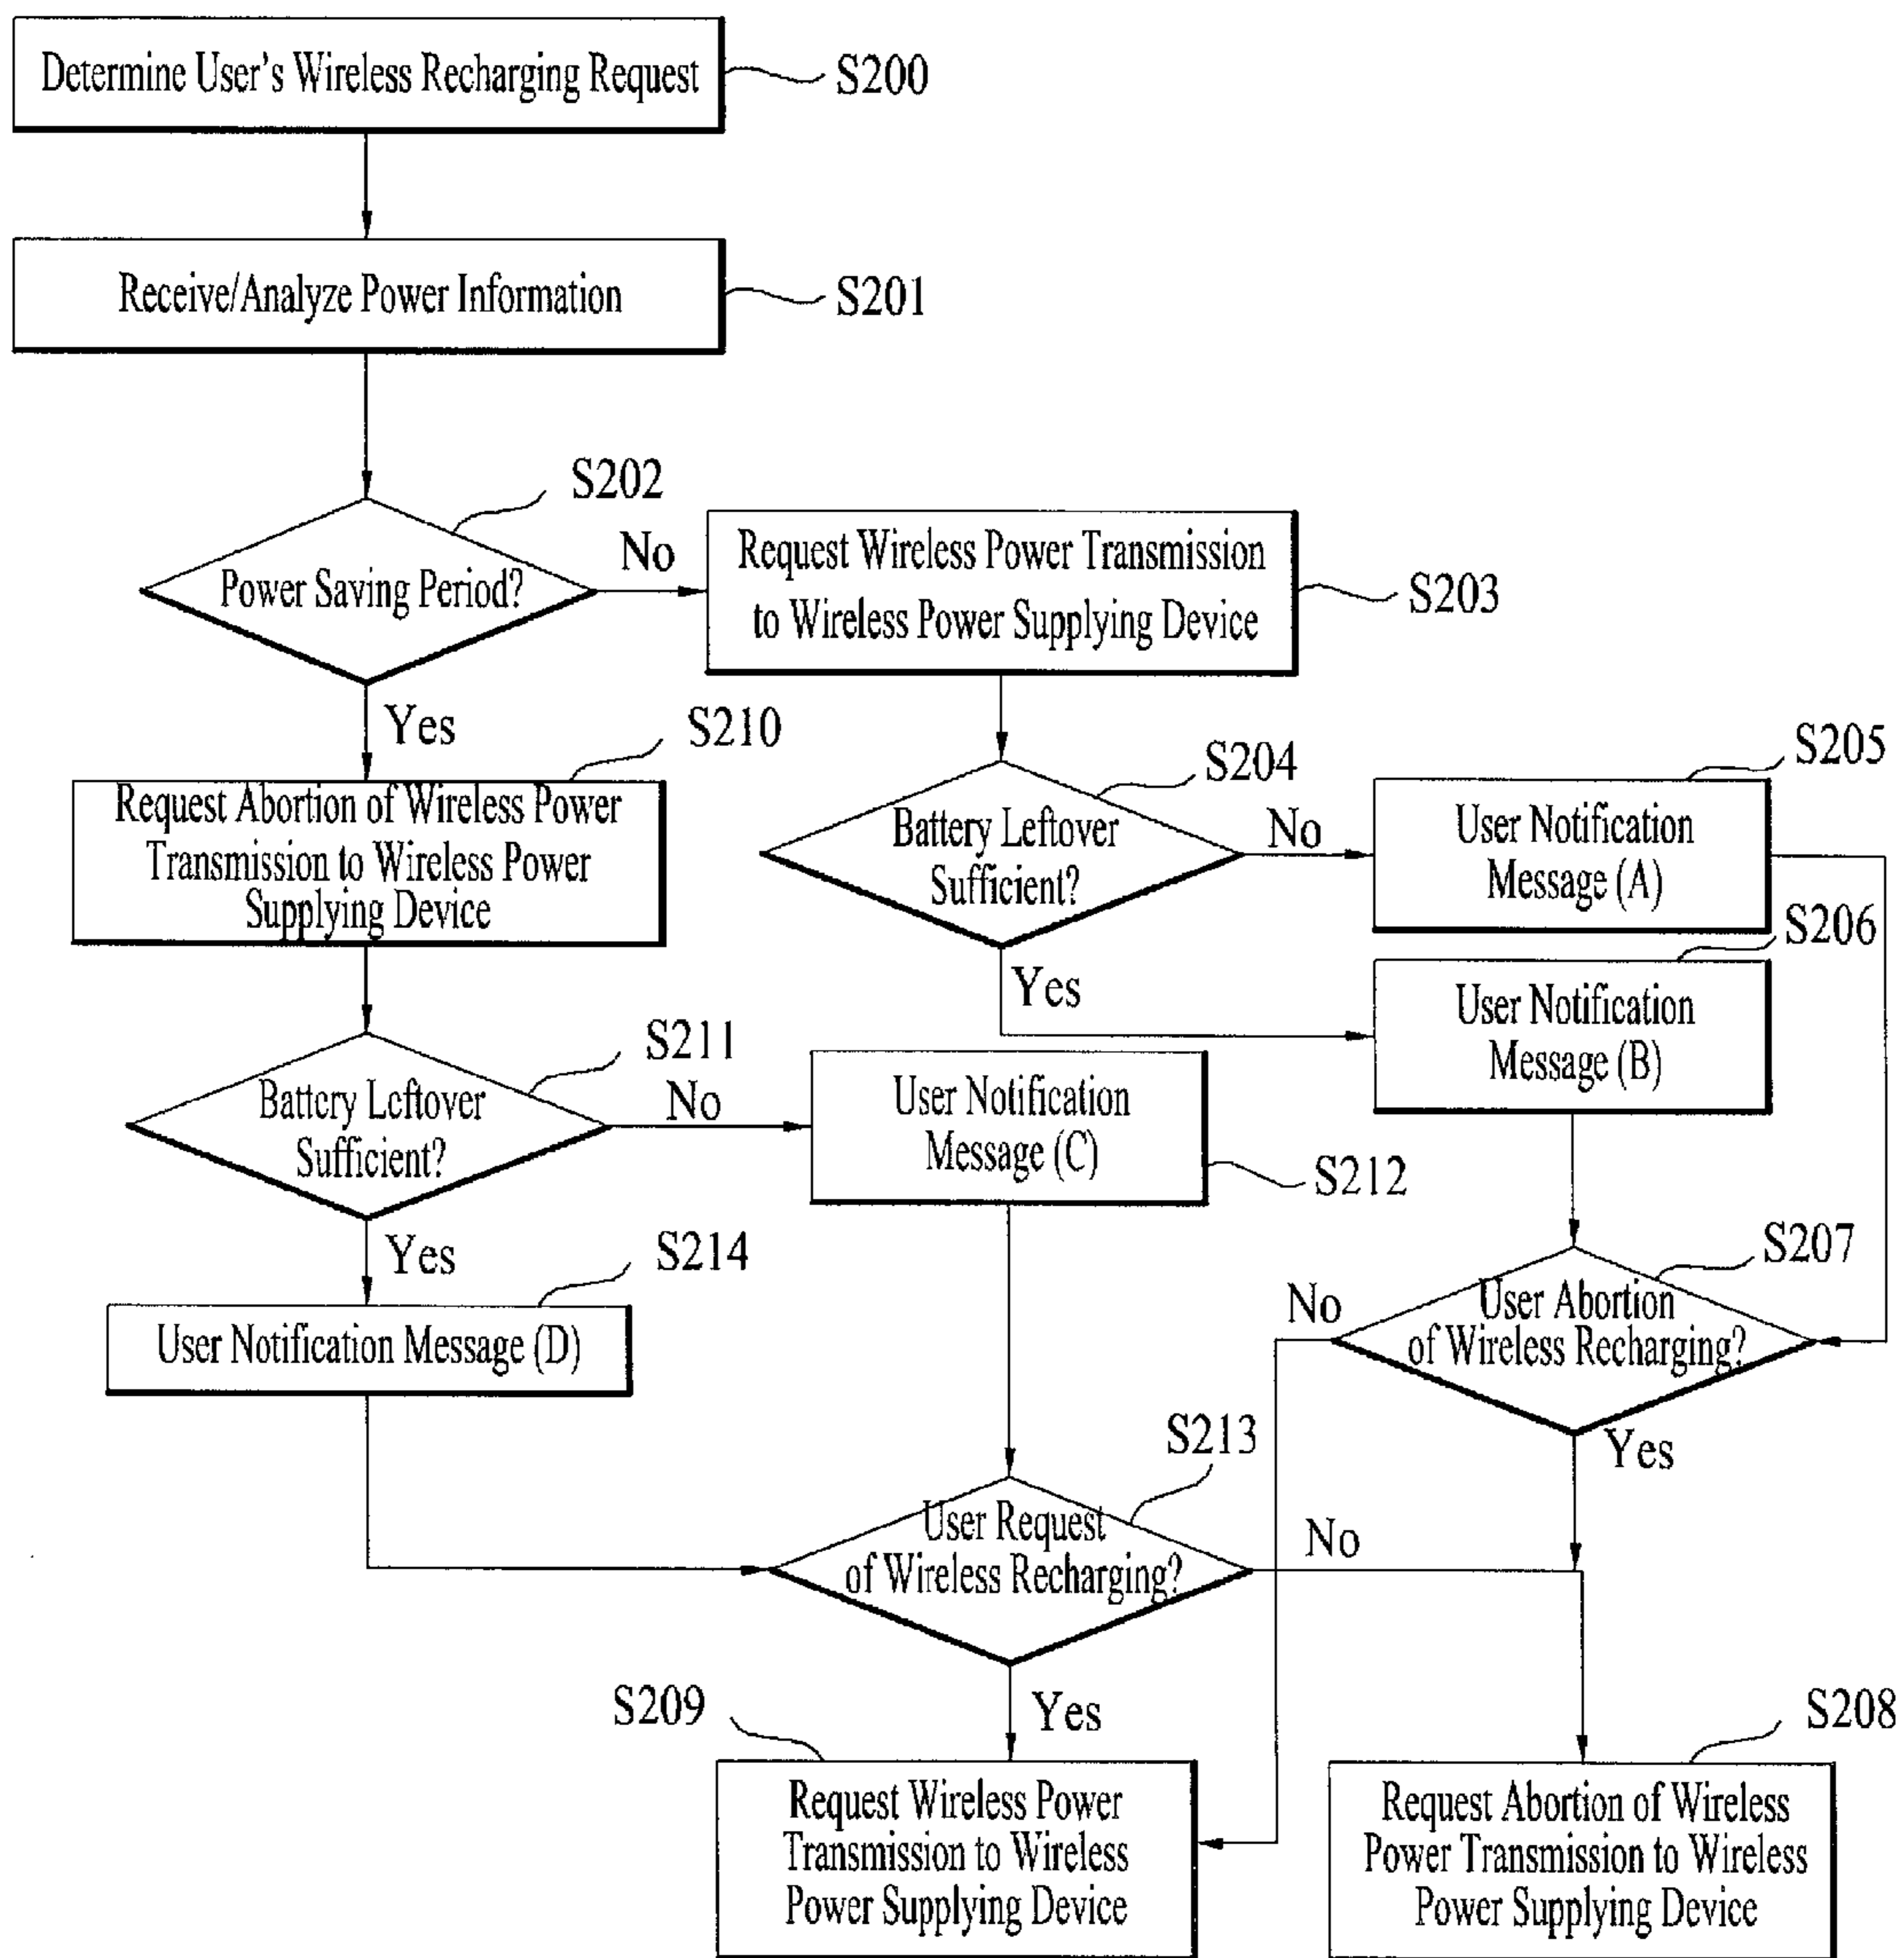 Determine User's Wireless Recharging Request
S200
Receive/Analyze Power Information
S201
S202
Power Saving Period?
No
Yes
Request Wireless Power Transmission
to Wireless Power Supplying Device
S203
S210
Request Abortion of Wireless Power
Transmission to Wireless Power
Supplying Device
S204
Battery Leftover
Sufficient?
No
Yes
S205
User Notification
Message (A)
S206
User Notification
Message (B)
S211
Battery Leftover
Sufficient?
No
Yes
User Notification
Message (C)
S212
S214
User Notification Message (D)
S207
User Abortion
of Wireless Recharging?
No
Yes
S213
User Request
of Wireless Recharging?
No
Yes
S209
Request Wireless Power
Transmission to Wireless
Power Supplying Device
S208
Request Abortion of Wireless
Power Transmission to Wireless
Power Supplying Device